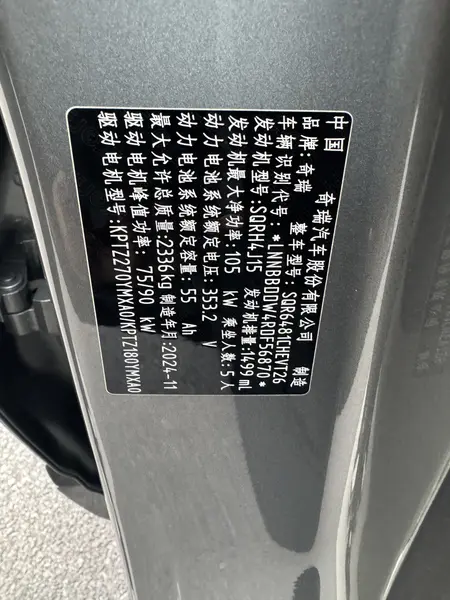 中国 奇瑞汽车股份有限公司 制造
品牌:奇瑞 整车型号:SQR6481CHEVT26
车辆识别代号:*LNNBBDDW4RDF56870*
发动机型号:SQRH4J15 发动机排量:1499 ml
发动机最大净功率:105 kW 乘坐人数:5 人
动力电池系统额定电压:353.2 V
动力电池系统额定容量:55 Ah
最大允许总质量:2336kg 制造年月:2024-11
驱动电机峰值功率: 75/90 kW
驱动电机型号:KPTZ270YMXA0/KPTZ180YMXA0